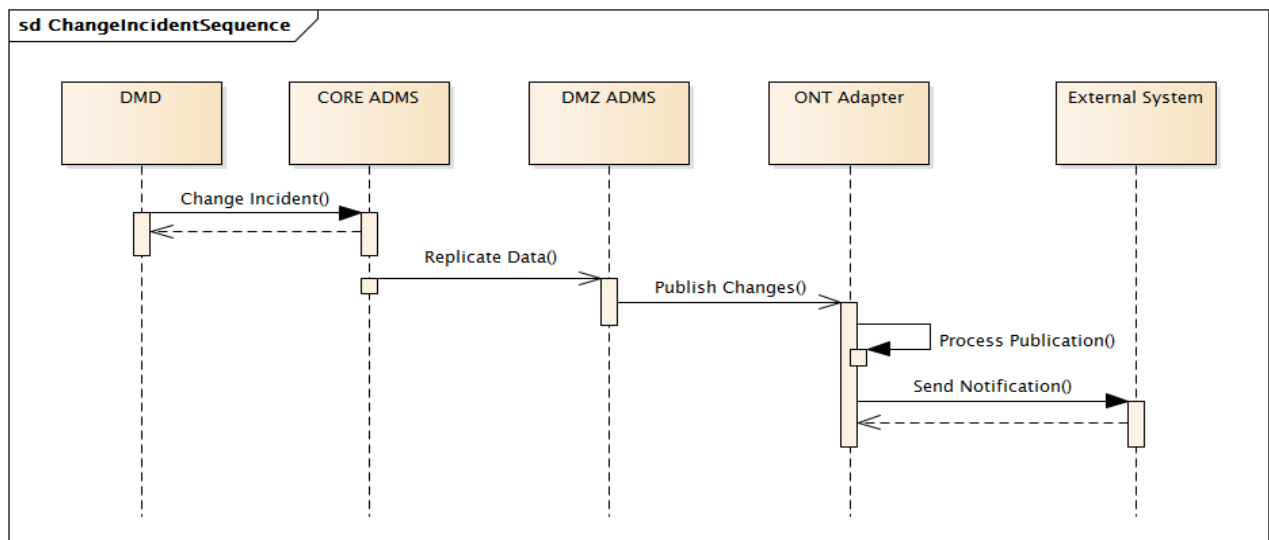 sd ChangeIncidentSequence
DMD
CORE ADMS
DMZ ADMS
ONT Adapter
External System
Change Incident()
Replicate Data()
Publish Changes()
Process Publication()
Send Notification()